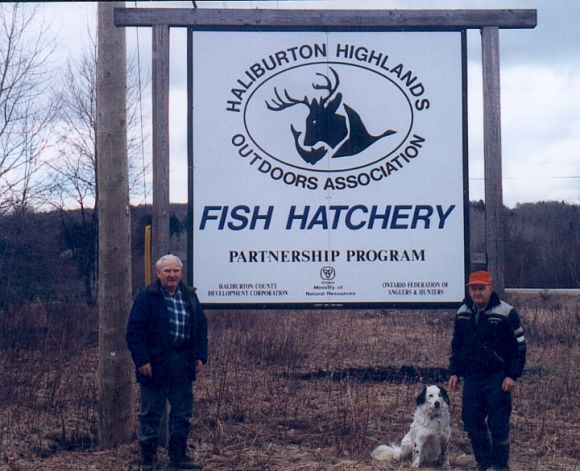 HALIBURTON HIGHLANDS
OUTDOORS ASSOCIATION
FISH HATCHERY
PARTNERSHIP PROGRAM
HALIBURTON COUNTY
DEVELOPMENT CORPORATION
Ontario
Ministry of
Natural Resources
ONTARIO FEDERATION OF
ANGLERS & HUNTERS